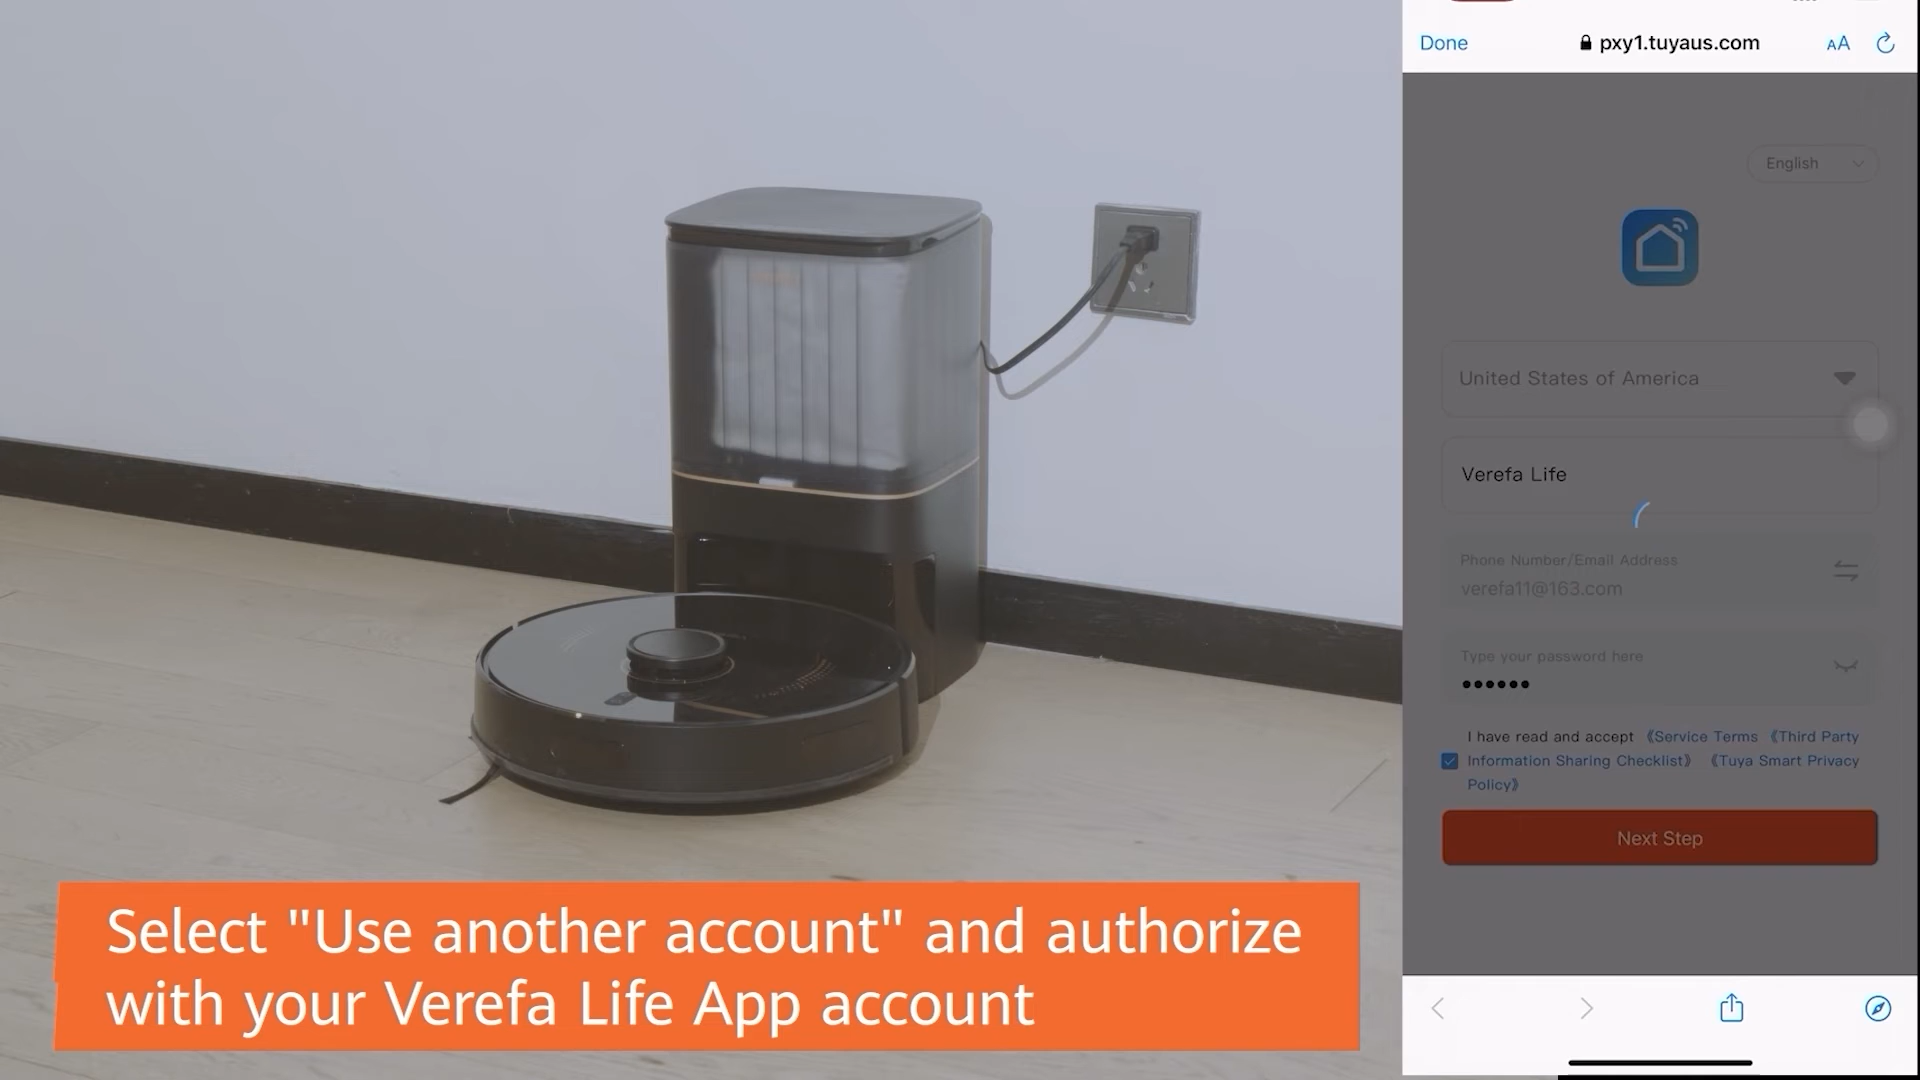 Done
pxy1.tuyaus.com
AA
English
United States of America
Verefa Life
Phone Number/Email Address
verefa11@163.com
Type your password here
••••••
I have read and accept 《Service Terms 《Third Party
Information Sharing Checklist》 《Tuya Smart Privacy
Policy》
Next Step
Select "Use another account" and authorize
with your Verefa Life App account